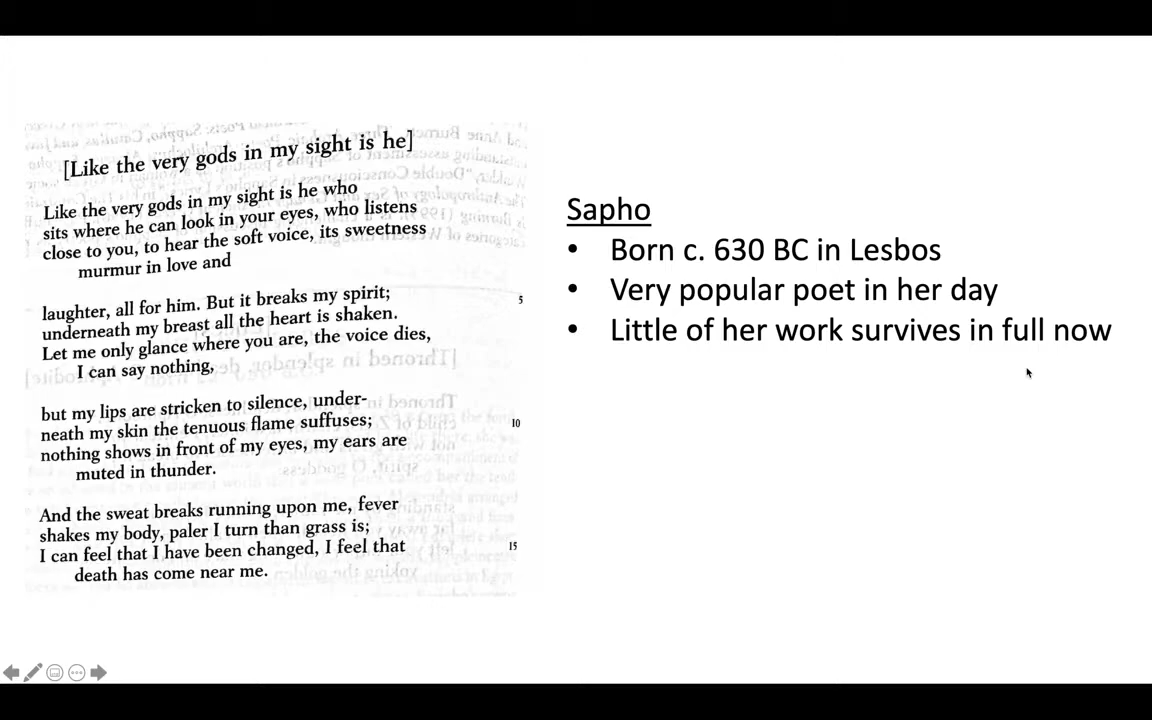 [Like the very gods in my sight is he]
Like the very gods in my sight is he who
sits where he can look in your eyes, who listens
close to you, to hear the soft voice, its sweetness
murmur in love and
laughter, all for him. But it breaks my spirit;
5
underneath my breast all the heart is shaken.
Let me only glance where you are, the voice dies,
I can say nothing,
but my lips are stricken to silence, under-
neath my skin the tenuous flame suffuses;
10
nothing shows in front of my eyes, my ears are
muted in thunder.
And the sweat breaks running upon me, fever
shakes my body, paler I turn than grass is;
I can feel that I have been changed, I feel that
15
death has come near me.
Sapho
• Born c. 630 BC in Lesbos
• Very popular poet in her day
• Little of her work survives in full now